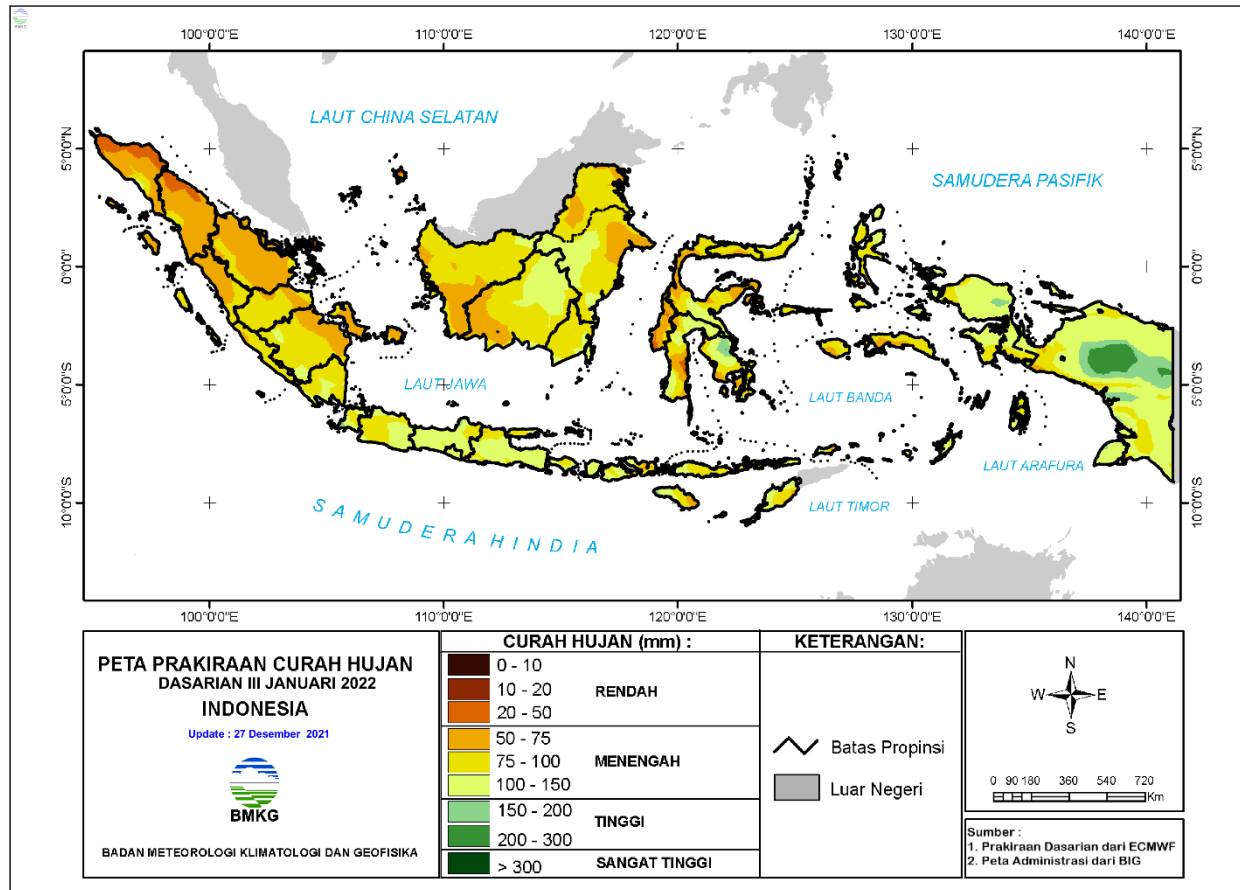 BMKG
100°0'0"E 110°0'0"E 120°0'0"E 130°0'0"E 140°0'0"E
LAUT CHINA SELATAN
5°0'0"N
5°0'0"N
SAMUDERA PASIFIK
0°0'0"
0°0'0"
LAUT JAWA
LAUT BANDA
5°0'0"S
5°0'0"S
LAUT ARAFURA
LAUT TIMOR
10°0'0"S
10°0'0"S
SAMUDERA HINDIA
100°0'0"E 110°0'0"E 120°0'0"E 130°0'0"E 140°0'0"E
PETA PRAKIRAAN CURAH HUJAN
DASARIAN III JANUARI 2022
INDONESIA
Update : 27 Desember 2021
BMKG
BADAN METEOROLOGI KLIMATOLOGI DAN GEOFISIKA
CURAH HUJAN (mm) :
0 - 10
10 - 20 RENDAH
20 - 50
50 - 75
75 - 100 MENENGAH
100 - 150
150 - 200
TINGGI
200 - 300
> 300 SANGAT TINGGI
KETERANGAN:
Batas Propinsi
Luar Negeri
N
W E
S
0 90 180 360 540 720
Km
Sumber :
1. Prakiraan Dasarian dari ECMWF
2. Peta Administrasi dari BIG